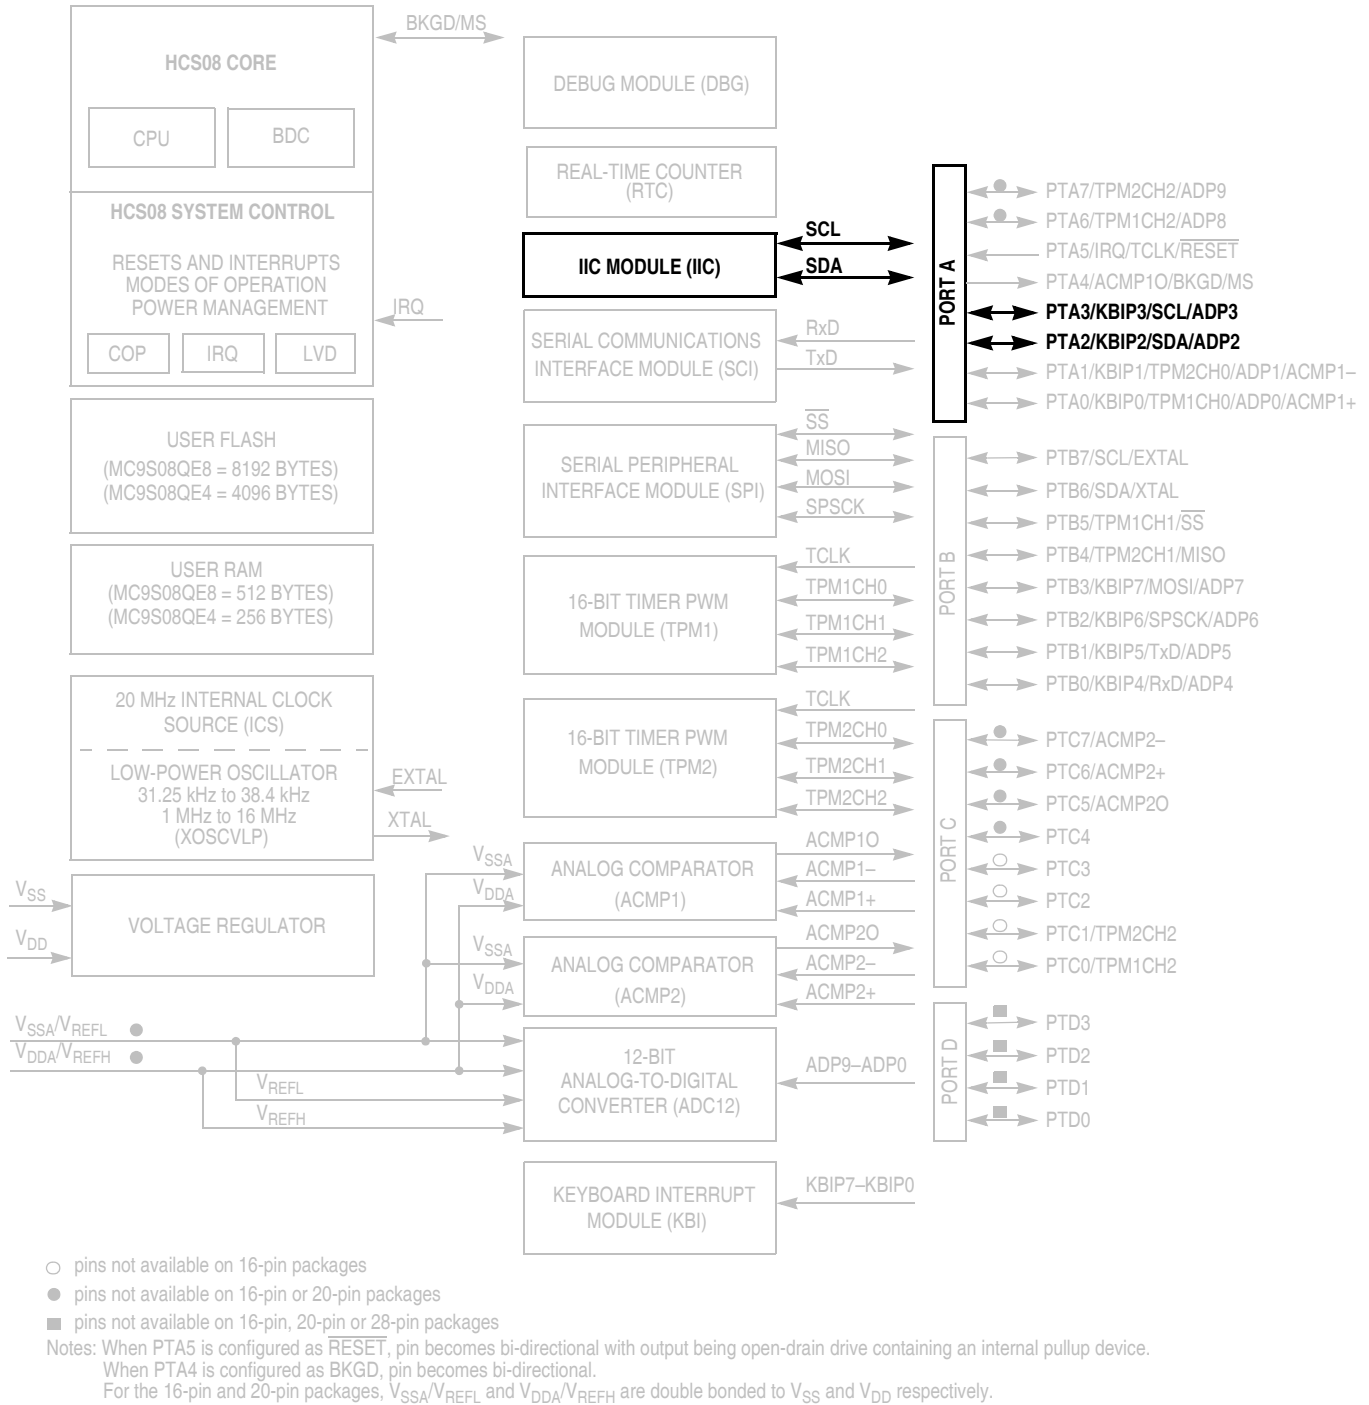 BKGD/MS
HCS08 CORE
CPU
BDC
HCS08 SYSTEM CONTROL
RESETS AND INTERRUPTS
MODES OF OPERATION
POWER MANAGEMENT
IRQ
COP
IRQ
LVD
USER FLASH
(MC9S08QE8 = 8192 BYTES)
(MC9S08QE4 = 4096 BYTES)
USER RAM
(MC9S08QE8 = 512 BYTES)
(MC9S08QE4 = 256 BYTES)
20 MHz INTERNAL CLOCK
SOURCE (ICS)
LOW-POWER OSCILLATOR
31.25 kHz to 38.4 kHz
1 MHz to 16 MHz
(XOSCVLP)
EXTAL
XTAL
VSS
VDD
VOLTAGE REGULATOR
VSSA/VREFL
VDDA/VREFH
VREFL
VREFH
VSSA
VDDA
VSSA
VDDA
DEBUG MODULE (DBG)
REAL-TIME COUNTER
(RTC)
IIC MODULE (IIC)
SCL
SDA
SERIAL COMMUNICATIONS
INTERFACE MODULE (SCI)
RxD
TxD
SERIAL PERIPHERAL
INTERFACE MODULE (SPI)
SS
MISO
MOSI
SPSCK
16-BIT TIMER PWM
MODULE (TPM1)
TCLK
TPM1CH0
TPM1CH1
TPM1CH2
16-BIT TIMER PWM
MODULE (TPM2)
TCLK
TPM2CH0
TPM2CH1
TPM2CH2
ANALOG COMPARATOR
(ACMP1)
ACMP1O
ACMP1–
ACMP1+
ANALOG COMPARATOR
(ACMP2)
ACMP2O
ACMP2–
ACMP2+
12-BIT
ANALOG-TO-DIGITAL
CONVERTER (ADC12)
ADP9–ADP0
KEYBOARD INTERRUPT
MODULE (KBI)
KBIP7–KBIP0
PORT A
PTA7/TPM2CH2/ADP9
PTA6/TPM1CH2/ADP8
PTA5/IRQ/TCLK/RESET
PTA4/ACMP1O/BKGD/MS
PTA3/KBIP3/SCL/ADP3
PTA2/KBIP2/SDA/ADP2
PTA1/KBIP1/TPM2CH0/ADP1/ACMP1–
PTA0/KBIP0/TPM1CH0/ADP0/ACMP1+
PORT B
PTB7/SCL/EXTAL
PTB6/SDA/XTAL
PTB5/TPM1CH1/SS
PTB4/TPM2CH1/MISO
PTB3/KBIP7/MOSI/ADP7
PTB2/KBIP6/SPSCK/ADP6
PTB1/KBIP5/TxD/ADP5
PTB0/KBIP4/RxD/ADP4
PORT C
PTC7/ACMP2–
PTC6/ACMP2+
PTC5/ACMP2O
PTC4
PTC3
PTC2
PTC1/TPM2CH2
PTC0/TPM1CH2
PORT D
PTD3
PTD2
PTD1
PTD0
pins not available on 16-pin packages
pins not available on 16-pin or 20-pin packages
pins not available on 16-pin, 20-pin or 28-pin packages
Notes: When PTA5 is configured as RESET, pin becomes bi-directional with output being open-drain drive containing an internal pullup device.
When PTA4 is configured as BKGD, pin becomes bi-directional.
For the 16-pin and 20-pin packages, VSSA/VREFL and VDDA/VREFH are double bonded to VSS and VDD respectively.